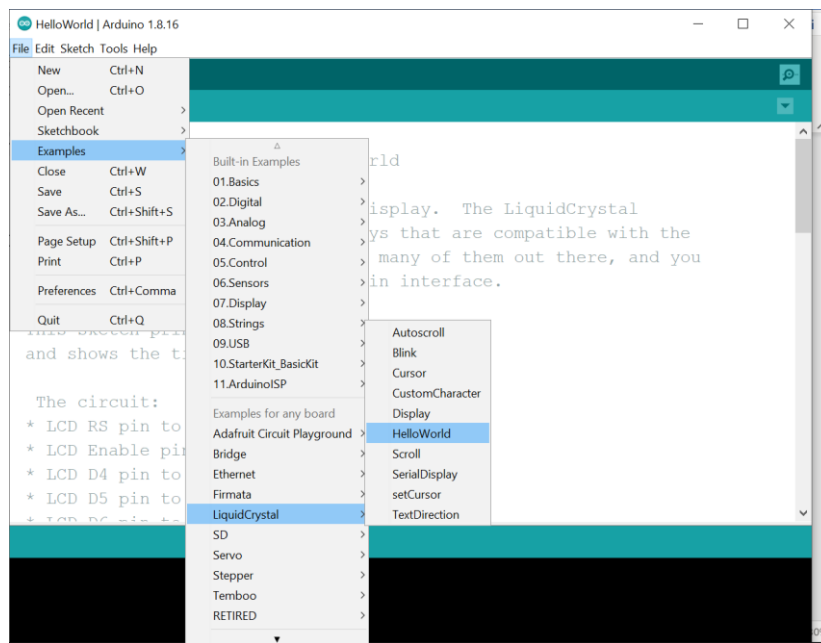 HelloWorld | Arduino 1.8.16
File Edit Sketch Tools Help
New Ctrl+N
Open... Ctrl+O
Open Recent
Sketchbook
Examples
Close Ctrl+W
Save Ctrl+S
Save As... Ctrl+Shift+S
Page Setup Ctrl+Shift+P
Print Ctrl+P
Preferences Ctrl+Comma
Quit Ctrl+Q
Built-in Examples
01.Basics
02.Digital
03.Analog
04.Communication
05.Control
06.Sensors
07.Display
08.Strings
09.USB
10.StarterKit_BasicKit
11.ArduinoISP
Examples for any board
Adafruit Circuit Playground
Bridge
Ethernet
Firmata
LiquidCrystal
SD
Servo
Stepper
Temboo
RETIRED
Autoscroll
Blink
Cursor
CustomCharacter
Display
HelloWorld
Scroll
SerialDisplay
setCursor
TextDirection
rld
isplay. The LiquidCrystal
ys that are compatible with the
many of them out there, and you
in interface.
and shows the ti
The circuit:
* LCD RS pin to
* LCD Enable pin
* LCD D4 pin to
* LCD D5 pin to